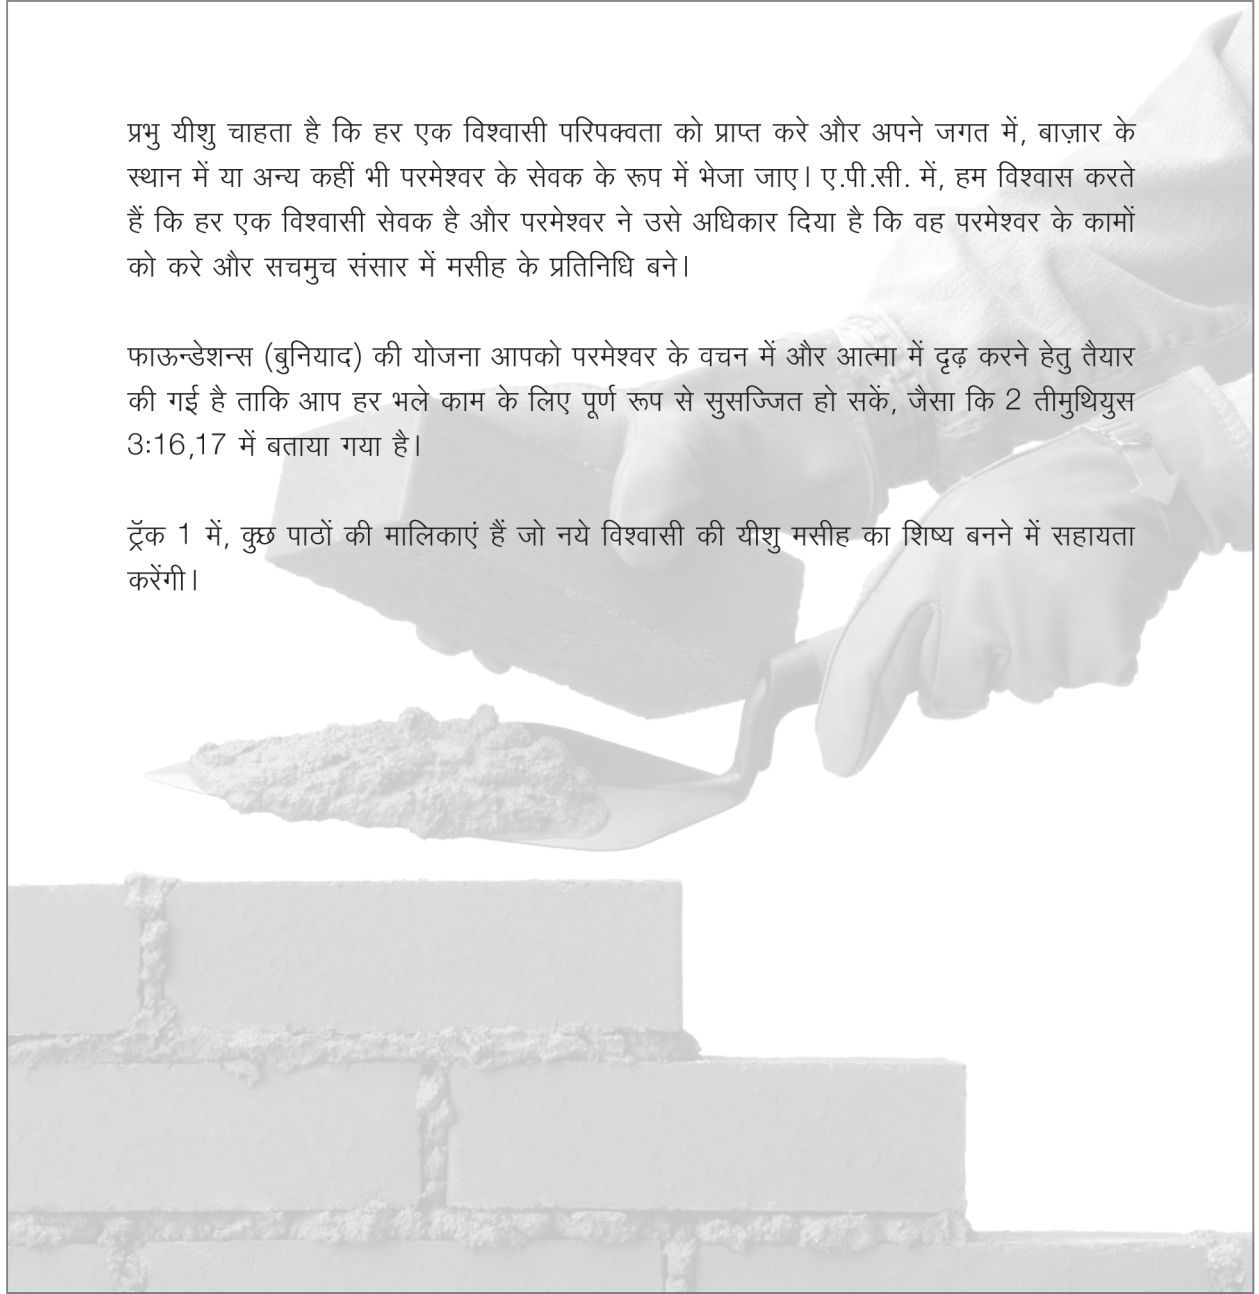 प्रभु यीशु चाहता है कि हर एक विश्वासी परिपक्वता को प्राप्त करे और अपने जगत में, बाज़ार के
स्थान में या अन्य कहीं भी परमेश्वर के सेवक के रूप में भेजा जाए। ए.पी.सी. में, हम विश्वास करते
हैं कि हर एक विश्वासी सेवक है और परमेश्वर ने उसे अधिकार दिया है कि वह परमेश्वर के कामों
को करे और सचमुच संसार में मसीह के प्रतिनिधि बने।
फाऊन्डेशन्स (बुनियाद) की योजना आपको परमेश्वर के वचन में और आत्मा में दृढ़ करने हेतु तैयार
की गई है ताकि आप हर भले काम के लिए पूर्ण रूप से सुसज्जित हो सकें, जैसा कि 2 तीमुथियुस
3:16,17 में बताया गया है।
ट्रॅक 1 में, कुछ पाठों की मालिकाएं हैं जो नये विश्वासी की यीशु मसीह का शिष्य बनने में सहायता
करेंगी।